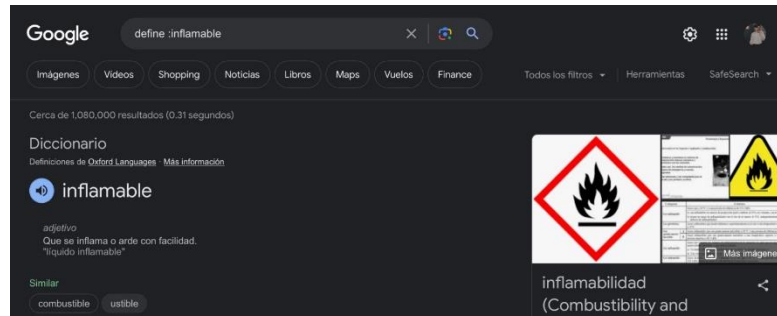 Google
define :inflamable
Imágenes Videos Shopping Noticias Libros Maps Vuelos Finance Todos los filtros Herramientas SafeSearch
Cerca de 1,080,000 resultados (0.31 segundos)
Diccionario
Definiciones de Oxford Languages · Más información
inflamable
adjetivo
Que se inflama o arde con facilidad.
"líquido inflamable"
Similar
combustible ustible
Más imágene
inflamabilidad
(Combustibility and